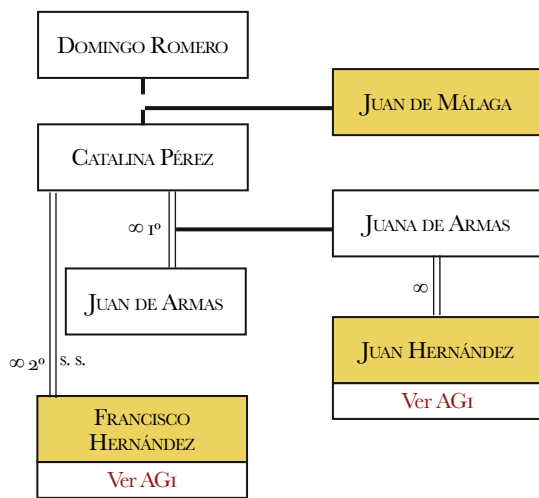 Domingo Romero
Juan de Málaga
Catalina Pérez
∞ 1º
Juana de Armas
Juan de Armas
∞
∞ 2º
s. s.
Juan Hernández
Ver AG1
Francisco
Hernández
Ver AG1